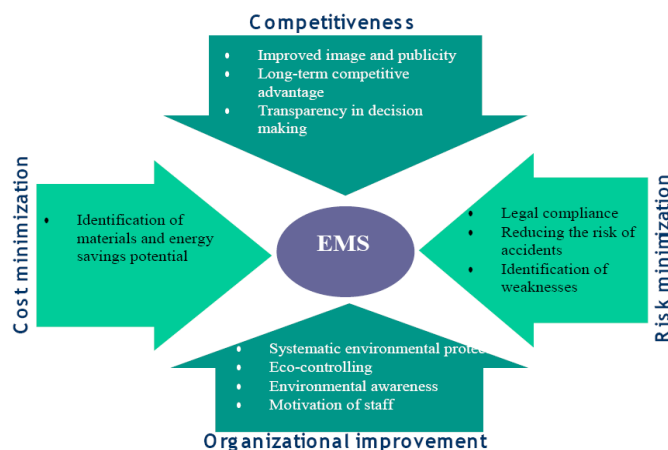 Competitiveness
• Improved image and publicity
• Long-term competitive
advantage
• Transparency in decision
making
Cost minimization
• Identification of
materials and energy
savings potential
EMS
• Legal compliance
• Reducing the risk of
accidents
• Identification of
weaknesses
Risk minimization
• Systematic environmental
• Eco-controlling
• Environmental awareness
• Motivation of staff
Organizational improvement